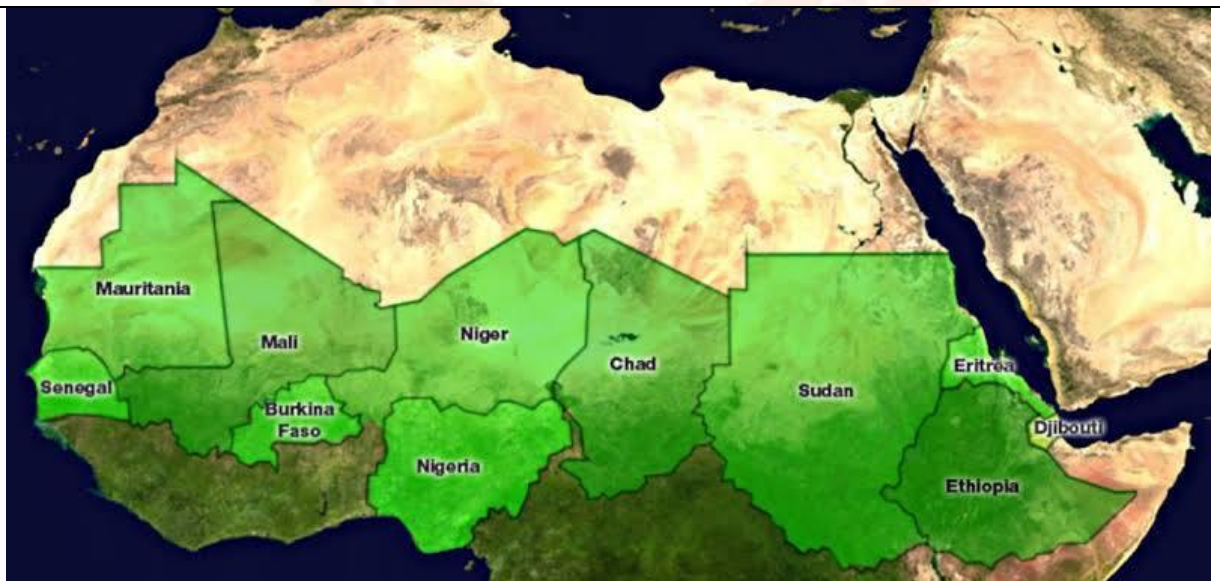 Mauritania
Mali
Niger
Chad
Sudan
Eritrea
Senegal
Burkina
Faso
Djibouti
Nigeria
Ethiopia